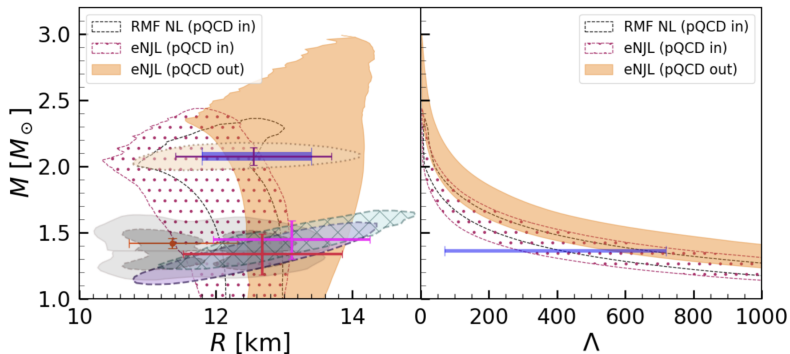 3.0
2.5
2.0
1.5
1.0
M [M⊙]
RMF NL (pQCD in)
eNJL (pQCD in)
eNJL (pQCD out)
10
12
14
R [km]
RMF NL (pQCD in)
eNJL (pQCD in)
eNJL (pQCD out)
0
200
400
600
800
1000
Λ